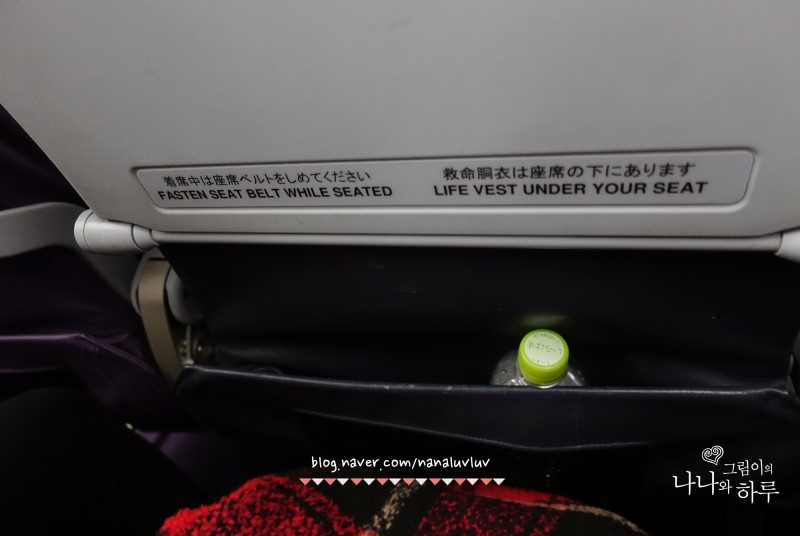 着席中は座席ベルトをしめてください
FASTEN SEAT BELT WHILE SEATED
救命胴衣は座席の下にあります
LIFE VEST UNDER YOUR SEAT
blog.naver.com/nanaluvluv
그림이의
나나와 하루